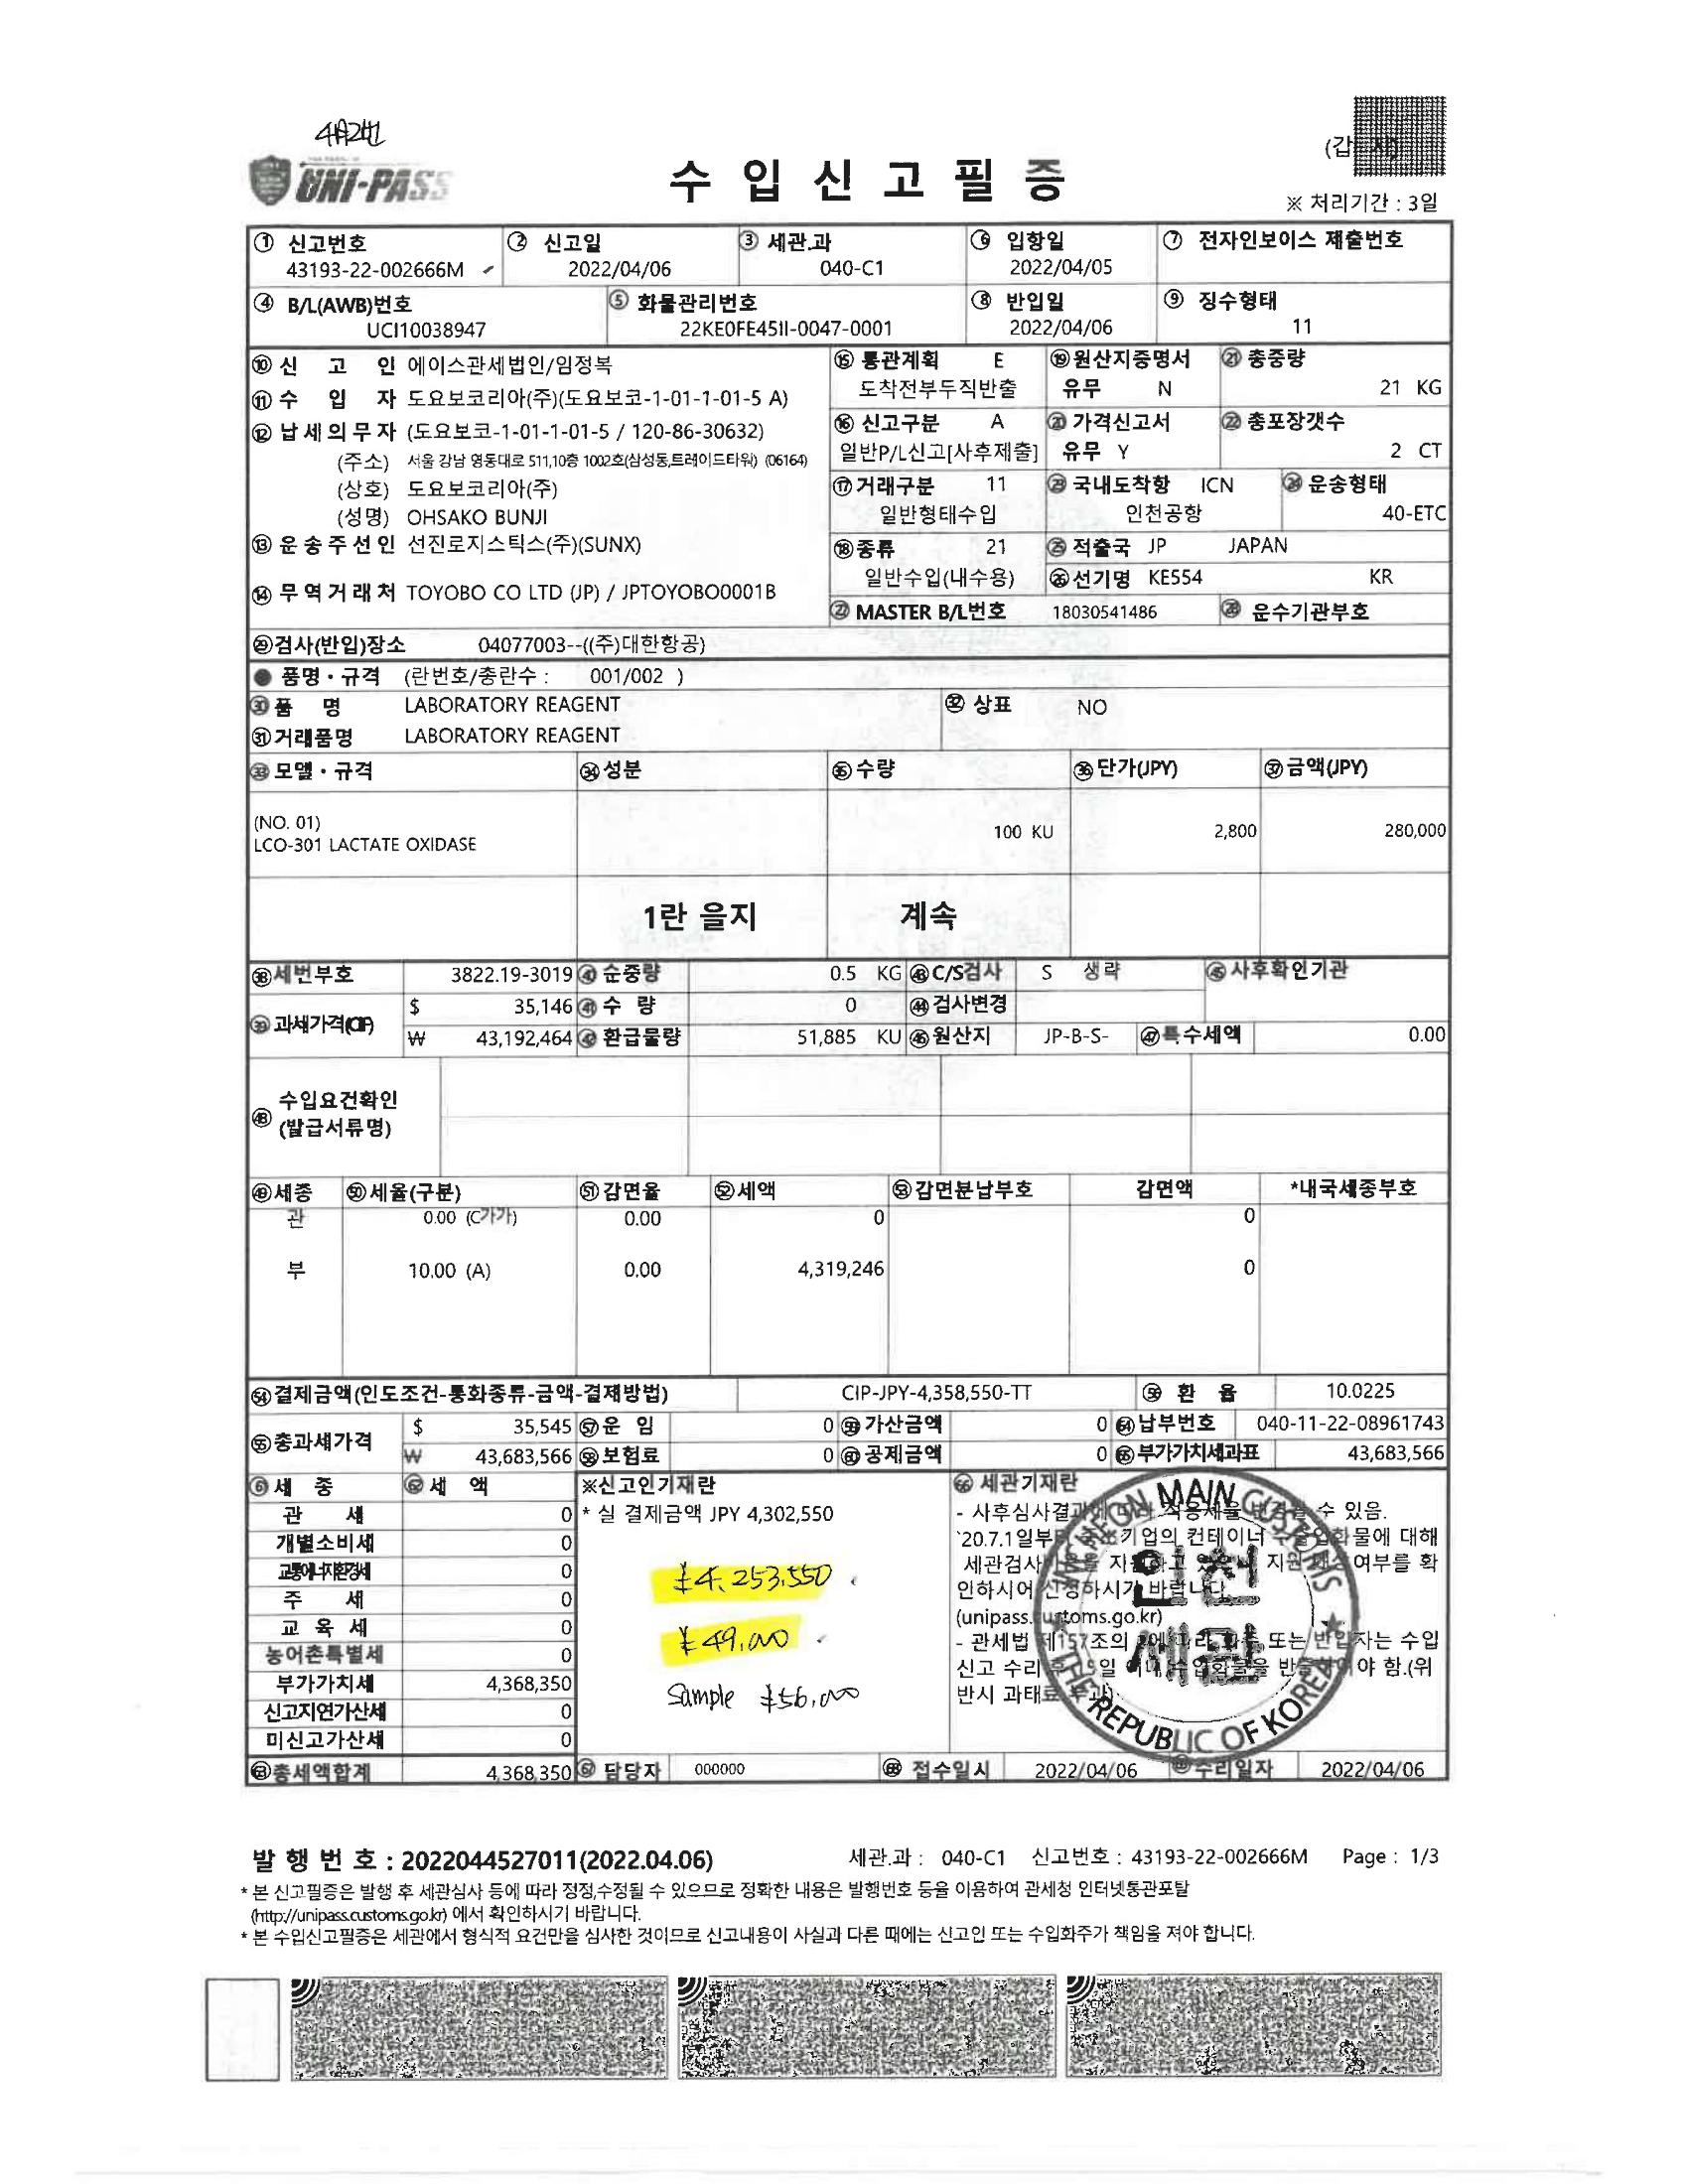 UNI-PASS
수 입 신 고 필 증
※ 처리기간 : 3일
① 신고번호 ② 신고일 ③ 세관.과 ⑥ 입항일 ⑦ 전자인보이스 제출번호
43193-22-002666M 2022/04/06 040-C1 2022/04/05
④ B/L(AWB)번호 ⑤ 화물관리번호 ⑧ 반입일 ⑨ 징수형태
UCI10038947 22KE0FE45II-0047-0001 2022/04/06 11
⑩ 신 고 인 에이스관세법인/임정복
⑪ 수 입 자 도요보코리아(주)(도요보코-1-01-1-01-5 A)
⑫ 납세의무자 (도요보코-1-01-1-01-5 / 120-86-30632)
(주소) 서울 강남 영동대로 511,10층 1002호(삼성동,트레이드타워) (06164)
(상호) 도요보코리아(주)
(성명) OHSAKO BUNJI
⑬ 운송주선인 선진로지스틱스(주)(SUNX)
⑭ 무역거래처 TOYOBO CO LTD (JP) / JPTOYOBO0001B
⑮ 통관계획 E ⑲ 원산지증명서 ㉑ 총중량
도착전부두직반출 유무 N 21 KG
⑯ 신고구분 A ⑳ 가격신고서 ㉒ 총포장갯수
일반P/L신고[사후제출] 유무 Y 2 CT
⑰ 거래구분 11 ㉓ 국내도착항 ICN ㉔ 운송형태
일반형태수입 인천공항 40-ETC
⑱ 종류 21 ㉕ 적출국 JP JAPAN
일반수입(내수용) ㉖ 선기명 KE554 KR
㉗ MASTER B/L번호 18030541486 ㉘ 운수기관부호
㉙ 검사(반입)장소 04077003--((주)대한항공)
● 품명・규격 (란번호/총란수 : 001/002 )
㉚ 품 명 LABORATORY REAGENT ㉜ 상표 NO
㉛ 거래품명 LABORATORY REAGENT
㉝ 모델・규격 ㉞ 성분 ㉟ 수량 ㊱ 단가(JPY) ㊲ 금액(JPY)
(NO. 01)
LCO-301 LACTATE OXIDASE 100 KU 2,800 280,000
1란 을지 계속
㊳ 세번부호 3822.19-3019 ㊵ 순중량 0.5 KG ㊸ C/S검사 S 생략 ㊺ 사후확인기관
㊴ 과세가격(CIF) $ 35,146 ㊶ 수 량 0 ㊹ 검사변경
₩ 43,192,464 ㊷ 환급물량 51,885 KU ㊻ 원산지 JP-B-S- ㊼ 특수세액 0.00
㊽ 수입요건확인
(발급서류명)
㊾ 세종 ㊿ 세율(구분) 51 감면율 52 세액 53 감면분납부호 감면액 *내국세종부호
관 0.00 (C가가) 0.00 0 0
부 10.00 (A) 0.00 4,319,246 0
54 결제금액(인도조건-통화종류-금액-결제방법) CIP-JPY-4,358,550-TT 56 환 율 10.0225
55 총과세가격 $ 35,545 57 운 임 0 59 가산금액 0 64 납부번호 040-11-22-08961743
₩ 43,683,566 58 보험료 0 60 공제금액 0 65 부가가치세과표 43,683,566
61 세 종 62 세 액 ※신고인기재란 66 세관기재란
관 세 0 * 실 결제금액 JPY 4,302,550
개별소비세 0
교통에너지환경세 0
주 세 0
교 육 세 0
농어촌특별세 0
부가가치세 4,368,350
신고지연가산세 0
미신고가산세 0
¥4,253,550
¥49,000
Sample ¥56,000
- 사후심사결과에 따라 적용세율 변경될 수 있음.
'20.7.1일부터 기업의 컨테이너 수출입화물에 대해
세관검사 지원하고 지원 여부를 확
인하시어 신청하시기 바랍니다.
(unipass.customs.go.kr)
- 관세법 제157조의 2에 따라 화주 또는 반입자는 수입
신고 수리 후 15일 이내 수입화물을 반출하여야 함.(위
반시 과태료 부과)
INCHEON MAIN CUSTOMS
인천
세관
THE REPUBLIC OF KOREA
63 총세액합계 4,368,350 67 담당자 000000 68 접수일시 2022/04/06 69 수리일자 2022/04/06
발 행 번 호 : 2022044527011(2022.04.06) 세관.과 : 040-C1 신고번호 : 43193-22-002666M Page : 1/3
* 본 신고필증은 발행 후 세관심사 등에 따라 정정,수정될 수 있으므로 정확한 내용은 발행번호 등을 이용하여 관세청 인터넷통관포탈
(http://unipass.customs.go.kr) 에서 확인하시기 바랍니다.
* 본 수입신고필증은 세관에서 형식적 요건만을 심사한 것이므로 신고내용이 사실과 다른 때에는 신고인 또는 수입화주가 책임을 져야 합니다.